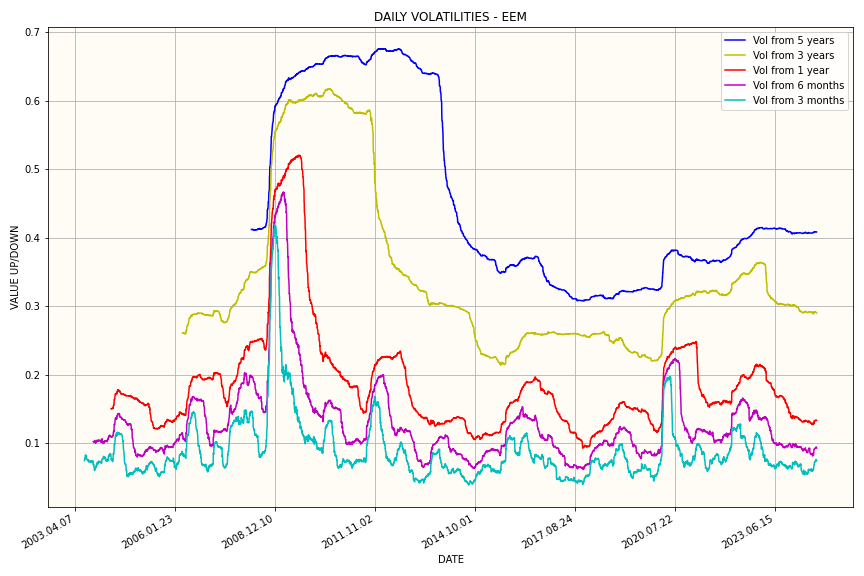 DAILY VOLATILITIES - EEM
Vol from 5 years
Vol from 3 years
Vol from 1 year
Vol from 6 months
Vol from 3 months
VALUE UP/DOWN
0.7
0.6
0.5
0.4
0.3
0.2
0.1
2003.04.07
2006.01.23
2008.12.10
2011.11.02
2014.10.01
2017.08.24
2020.07.22
2023.06.15
DATE